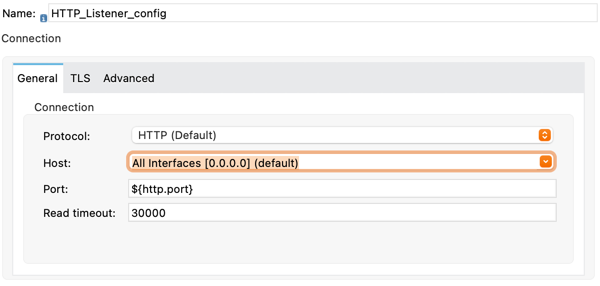 Name: HTTP_Listener_config
Connection
General TLS Advanced
Connection
Protocol: HTTP (Default)
Host: All Interfaces [0.0.0.0] (default)
Port: ${http.port}
Read timeout: 30000